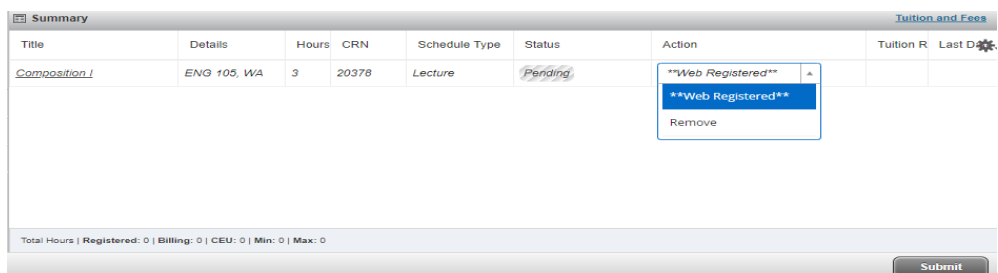 Summary Tuition and Fees
Title Details Hours CRN Schedule Type Status Action Tuition R Last
Composition I ENG 105, WA 3 20378 Lecture Pending **Web Registered**
**Web Registered**
Remove
Total Hours | Registered: 0 | Billing: 0 | CEU: 0 | Min: 0 | Max: 0
Submit